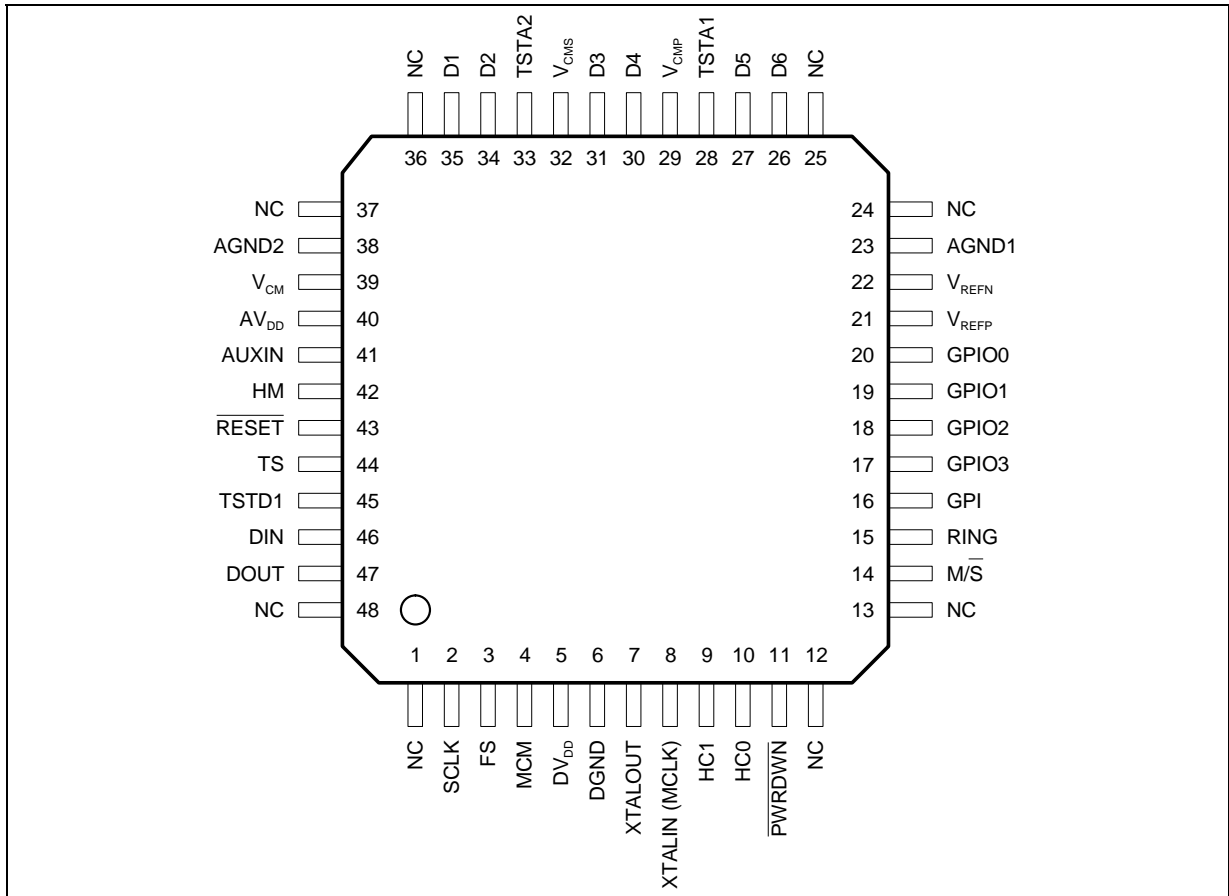 NC D1 D2 TSTA2 VCMS D3 D4 VCMP TSTA1 D5 D6 NC
36 35 34 33 32 31 30 29 28 27 26 25
NC 37 24 NC
AGND2 38 23 AGND1
VCM 39 22 VREFN
AVDD 40 21 VREFP
AUXIN 41 20 GPIO0
HM 42 19 GPIO1
RESET 43 18 GPIO2
TS 44 17 GPIO3
TSTD1 45 16 GPI
DIN 46 15 RING
DOUT 47 14 M/S
NC 48 13 NC
1 2 3 4 5 6 7 8 9 10 11 12
NC SCLK FS MCM DVDD DGND XTALOUT XTALIN (MCLK) HC1 HC0 PWRDWN NC